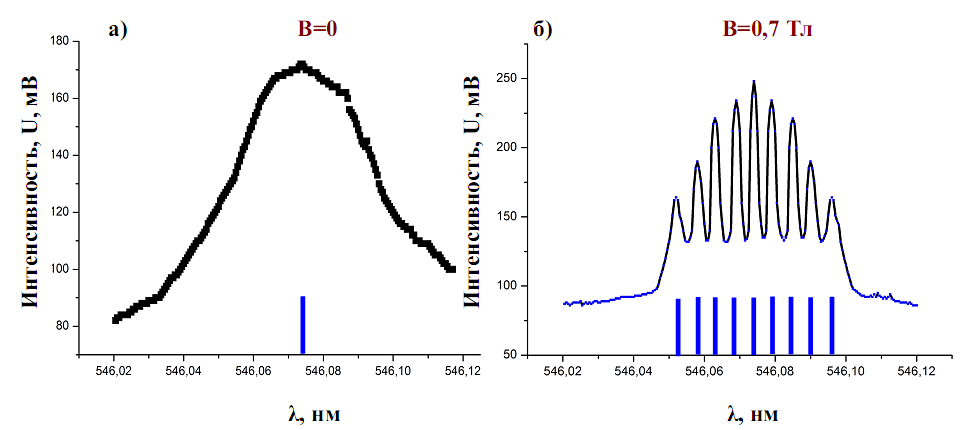 а) B=0
Интенсивность, U, мВ
180
160
140
120
100
80
546,02 546,04 546,06 546,08 546,10 546,12
λ, нм
б) B=0,7 Тл
Интенсивность, U, мВ
250
200
150
100
50
546,02 546,04 546,06 546,08 546,10 546,12
λ, нм